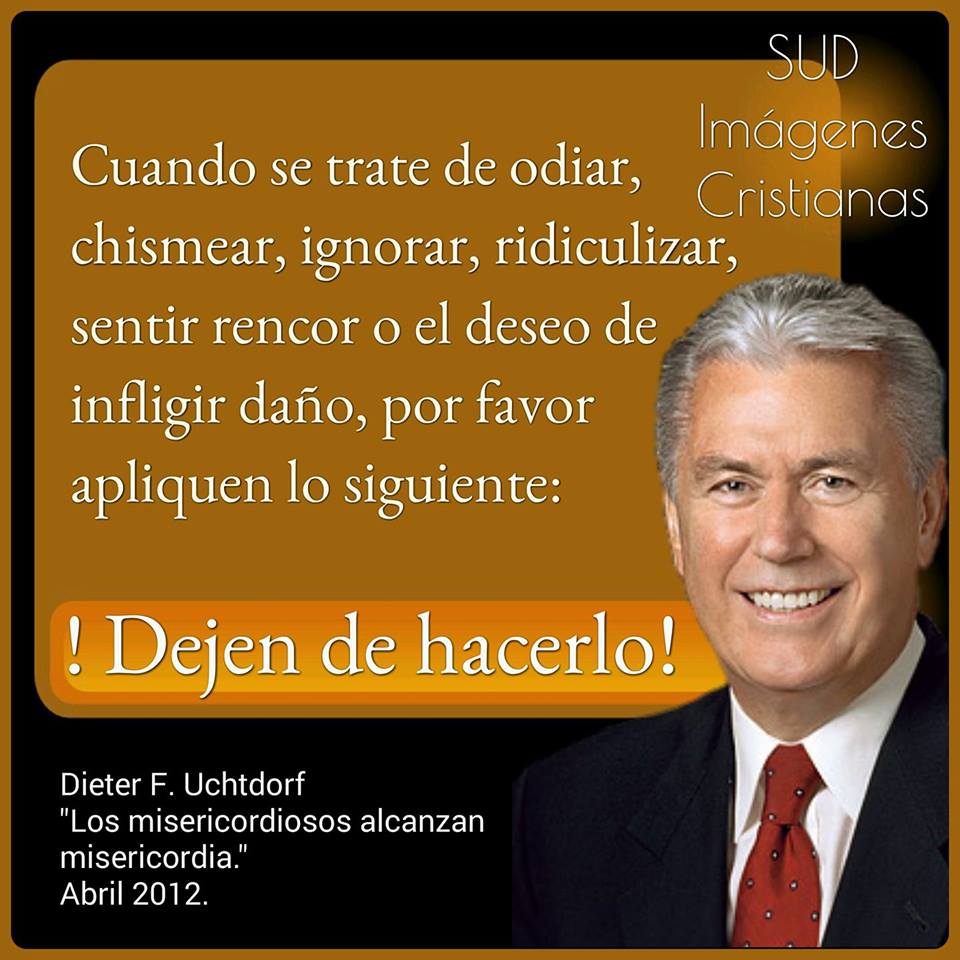 SUD
Imágenes
Cristianas
Cuando se trate de odiar,
chismear, ignorar, ridiculizar,
sentir rencor o el deseo de
infligir daño, por favor
apliquen lo siguiente:
! Dejen de hacerlo!
Dieter F. Uchtdorf
"Los misericordiosos alcanzan
misericordia."
Abril 2012.